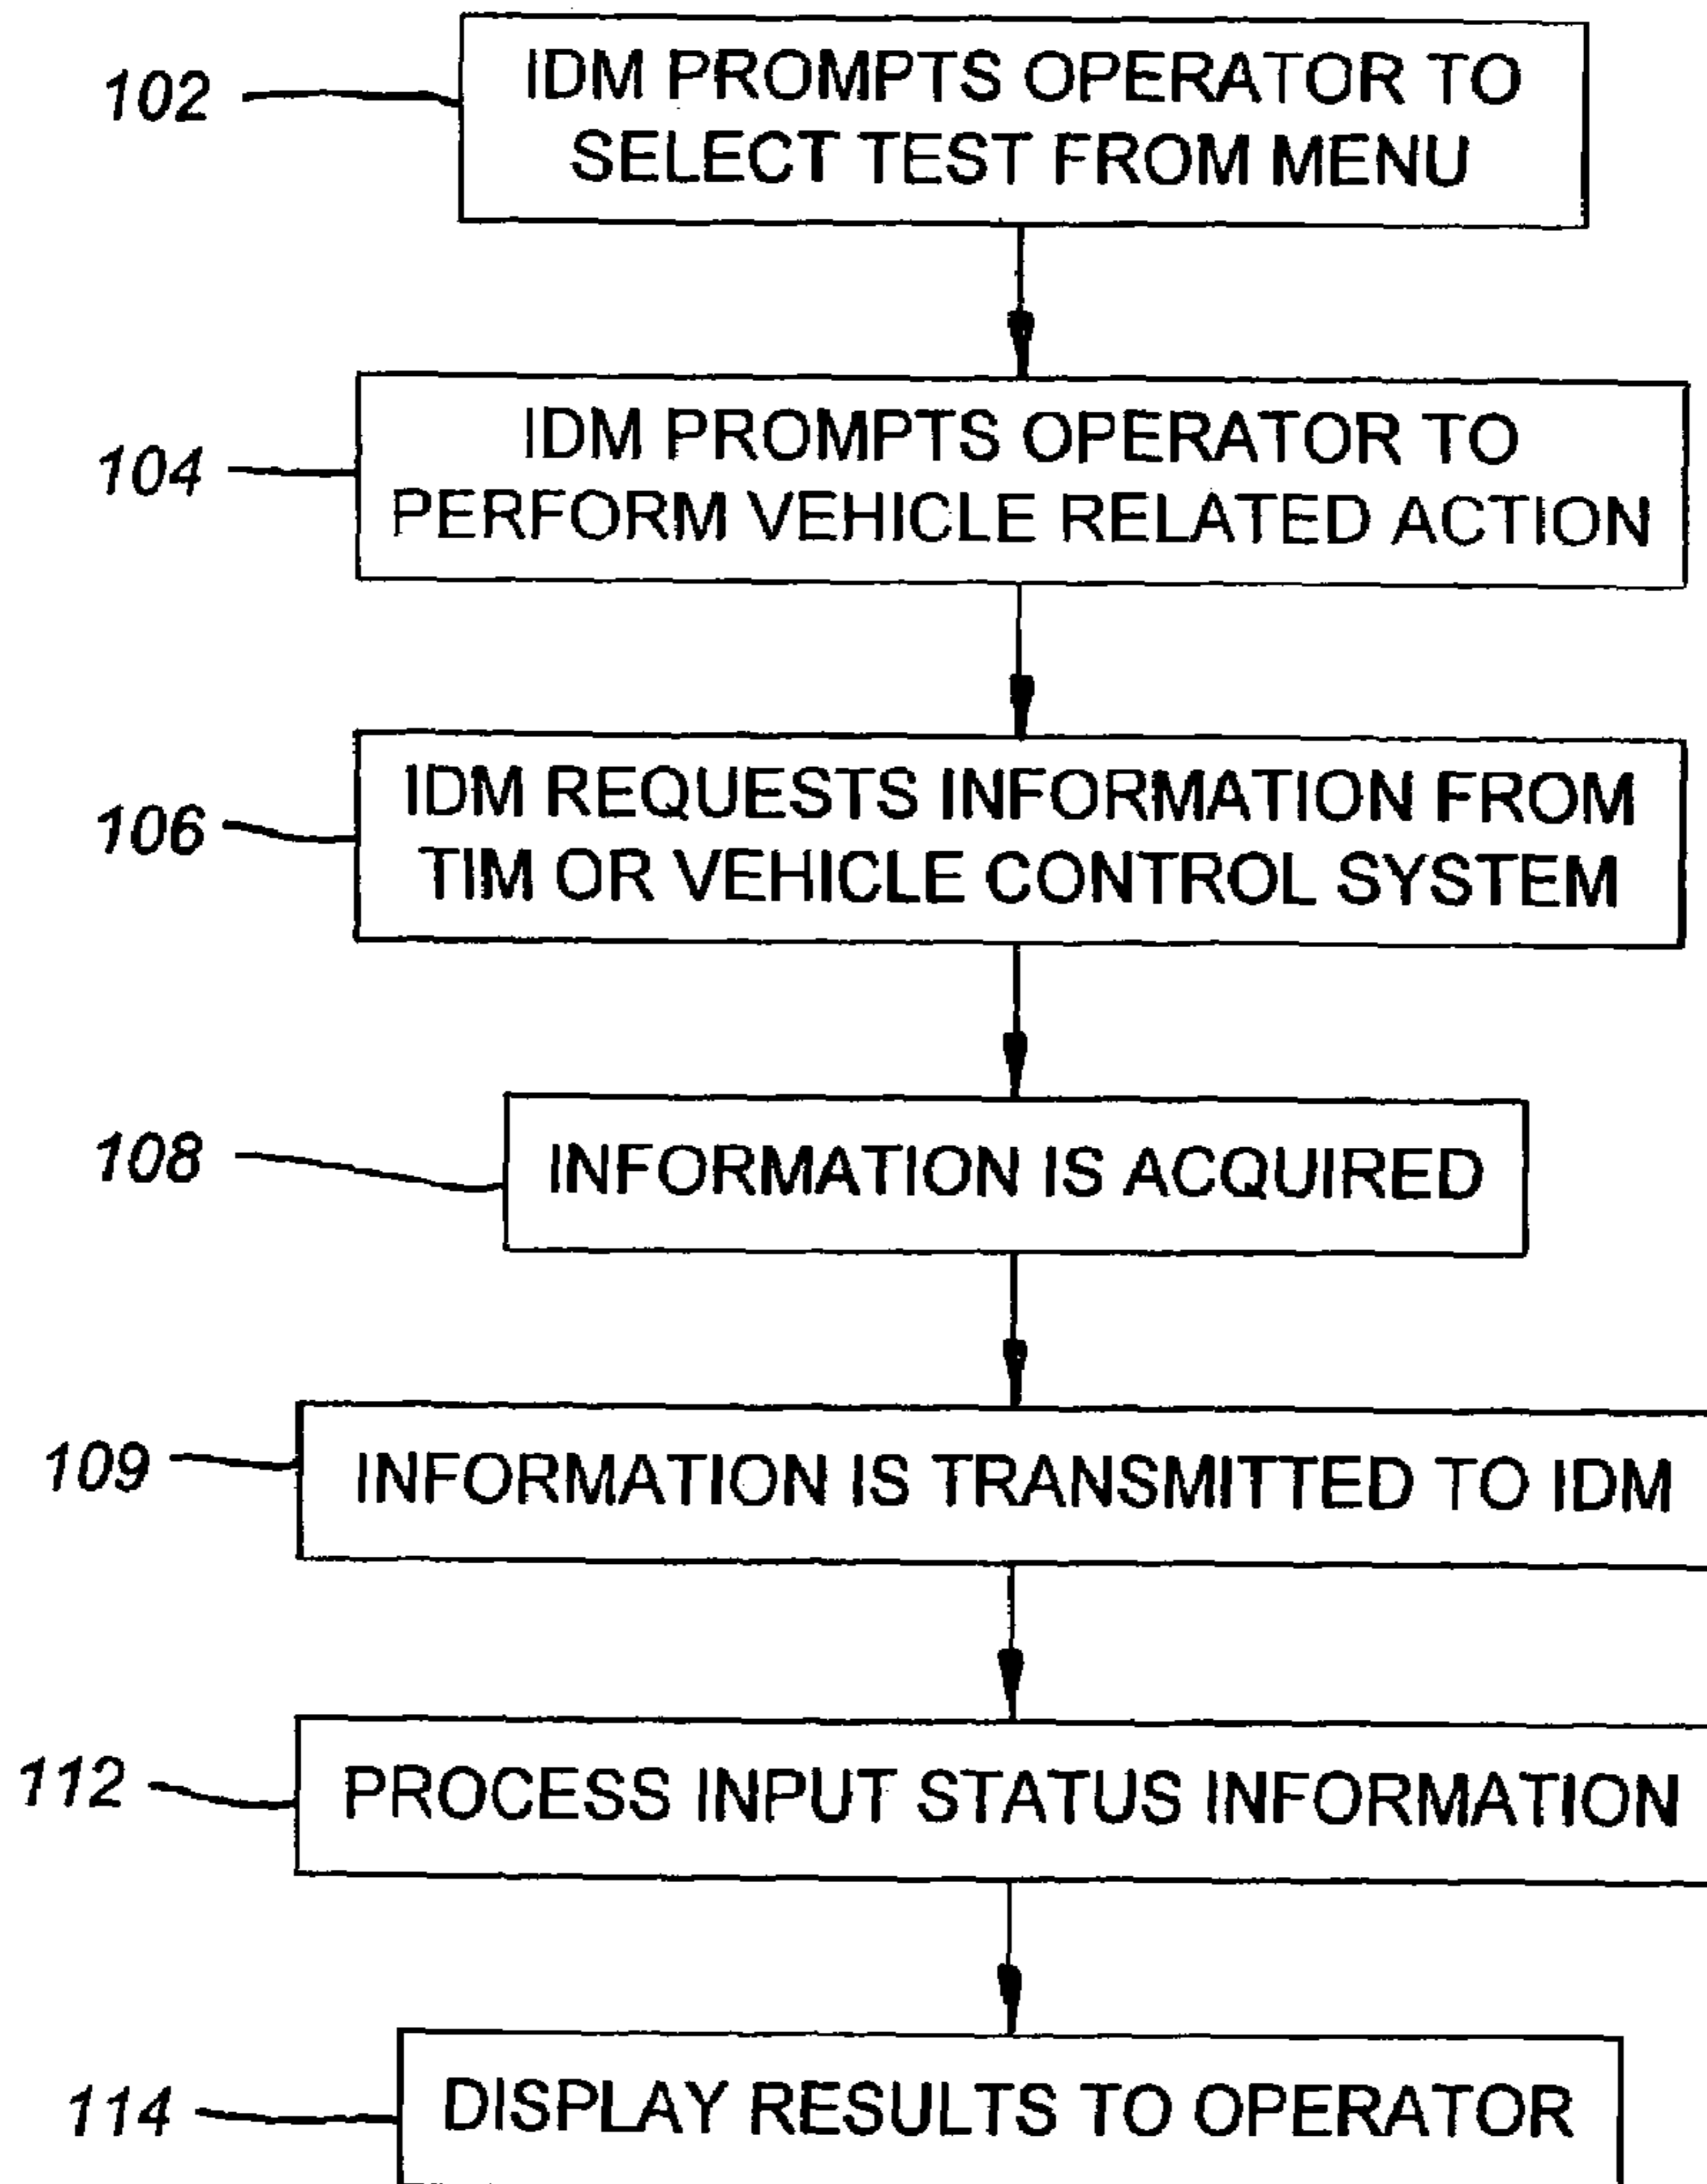 102
IDM PROMPTS OPERATOR TO
SELECT TEST FROM MENU
104
IDM PROMPTS OPERATOR TO
PERFORM VEHICLE RELATED ACTION
106
IDM REQUESTS INFORMATION FROM
TIM OR VEHICLE CONTROL SYSTEM
108
INFORMATION IS ACQUIRED
109
INFORMATION IS TRANSMITTED TO IDM
112
PROCESS INPUT STATUS INFORMATION
114
DISPLAY RESULTS TO OPERATOR